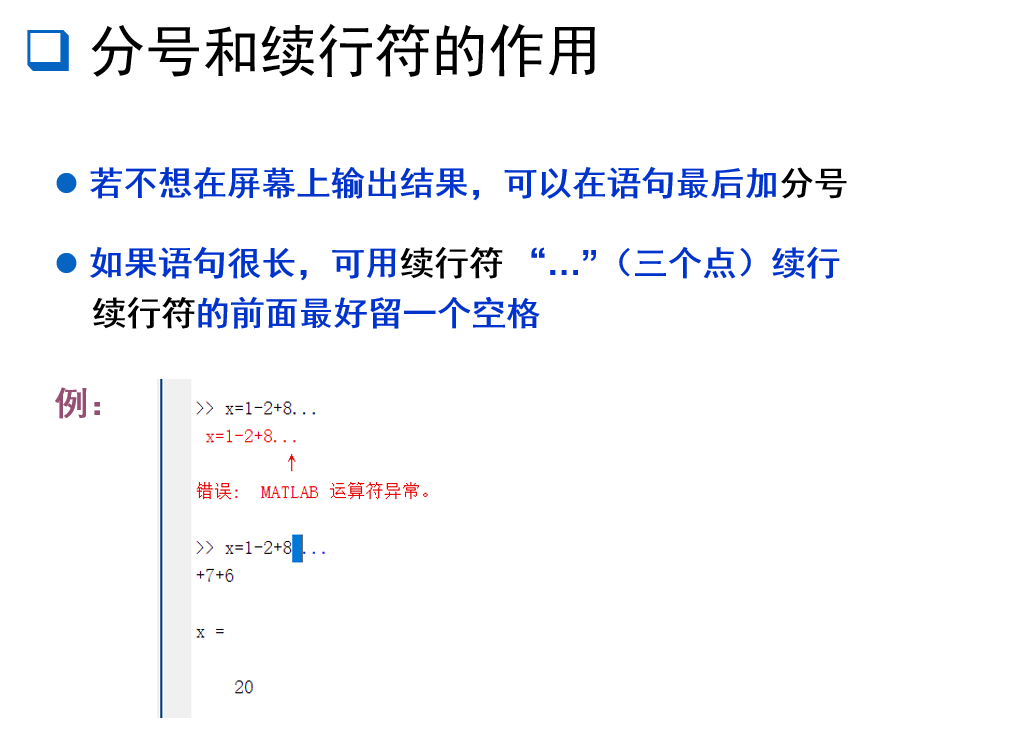 分号和续行符的作用
若不想在屏幕上输出结果，可以在语句最后加分号
如果语句很长，可用续行符 “...”（三个点）续行
续行符的前面最好留一个空格
例：
>> x=1-2+8...
x=1-2+8...
↑
错误: MATLAB 运算符异常。
>> x=1-2+8 ...
+7+6
x =
20